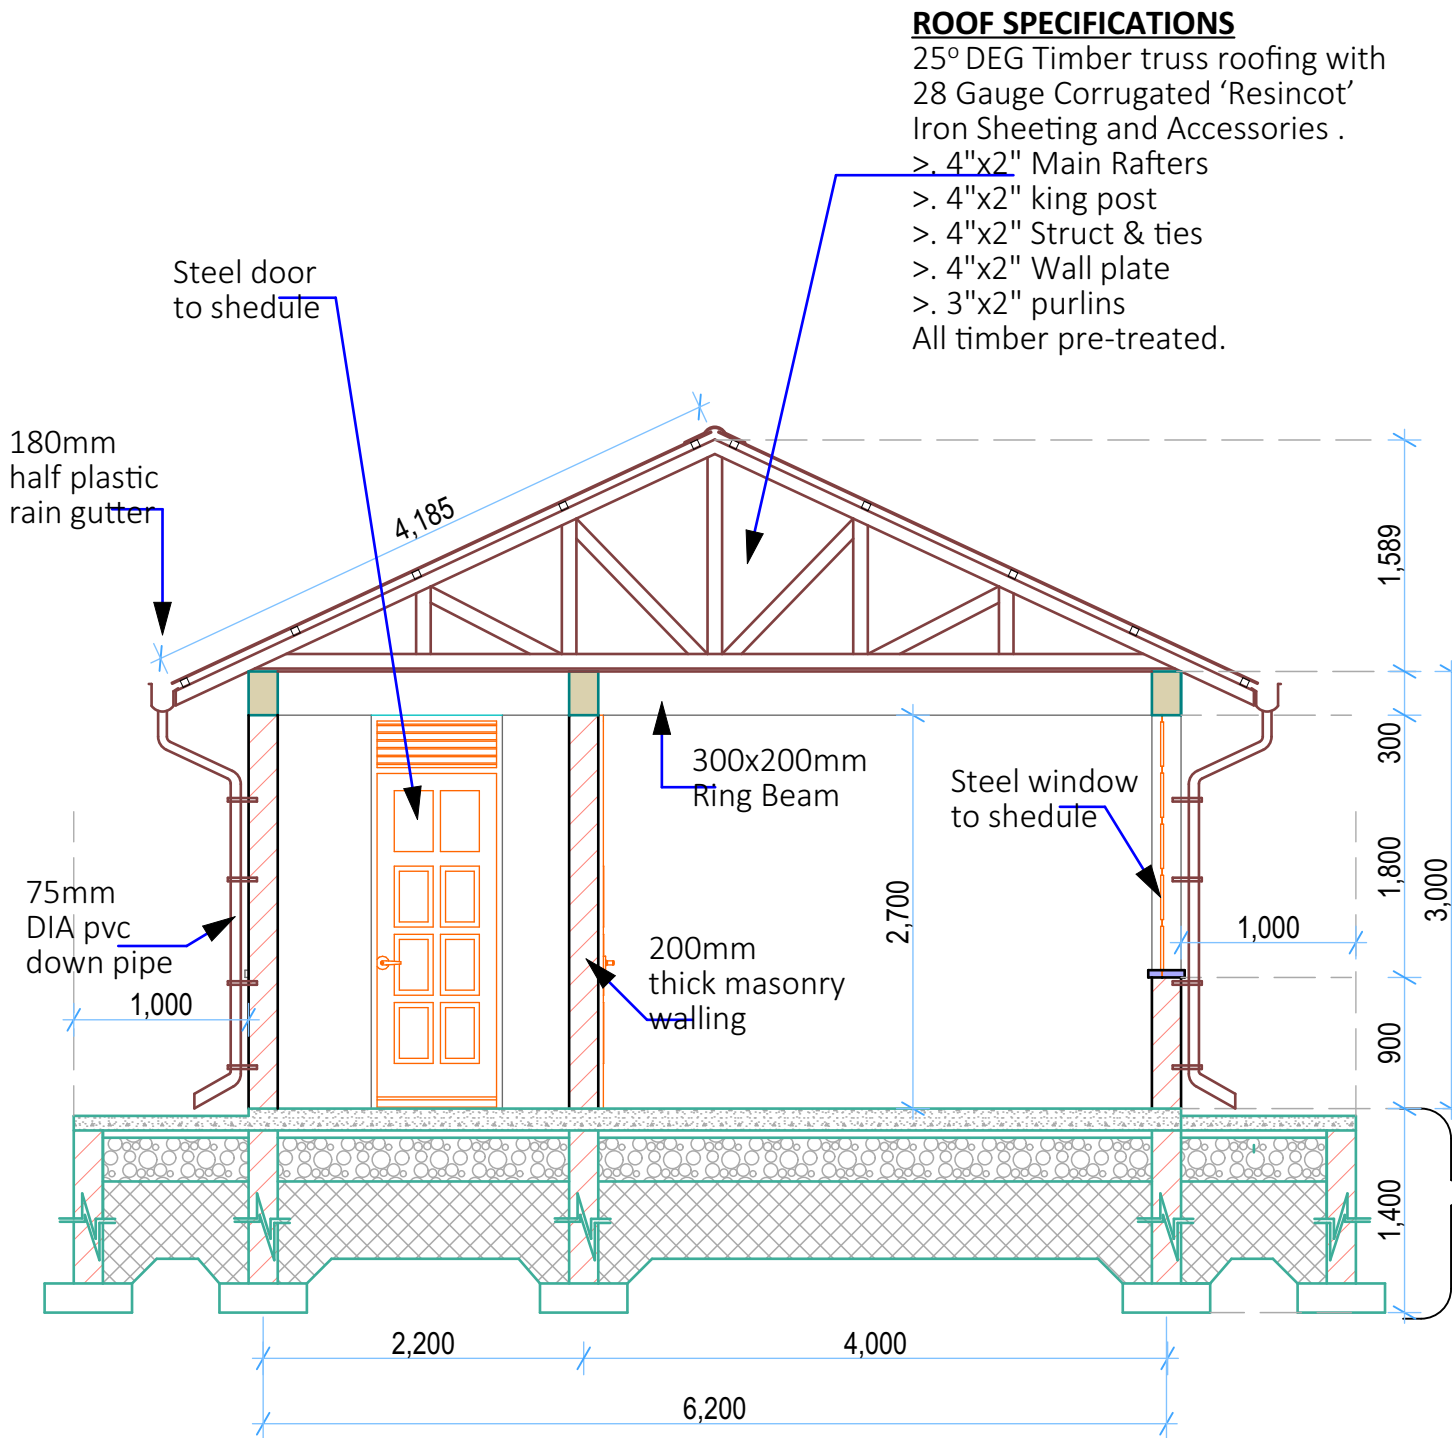 ROOF SPECIFICATIONS
25° DEG Timber truss roofing with
28 Gauge Corrugated ‘Resincot’
Iron Sheeting and Accessories .
>. 4"x2" Main Rafters
>. 4"x2" king post
>. 4"x2" Struct & ties
>. 4"x2" Wall plate
>. 3"x2" purlins
All timber pre-treated.
Steel door
to shedule
180mm
half plastic
rain gutter
4,185
1,589
300x200mm
Ring Beam
Steel window
to shedule
300
1,800
3,000
2,700
75mm
DIA pvc
down pipe
1,000
200mm
thick masonry
walling
1,000
900
1,400
2,200
4,000
6,200